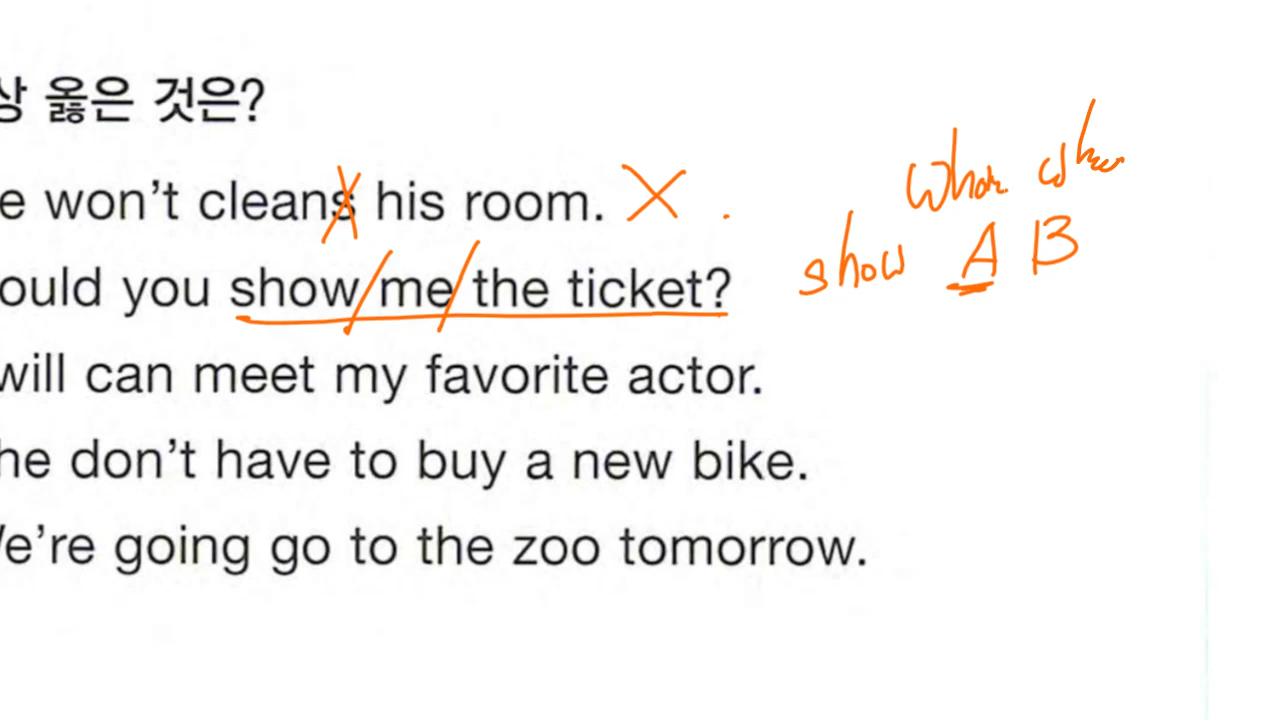 상 옳은 것은?
e won't cleans his room. X .
ould you show/me/the ticket?
show A B
will can meet my favorite actor.
he don't have to buy a new bike.
We're going go to the zoo tomorrow.